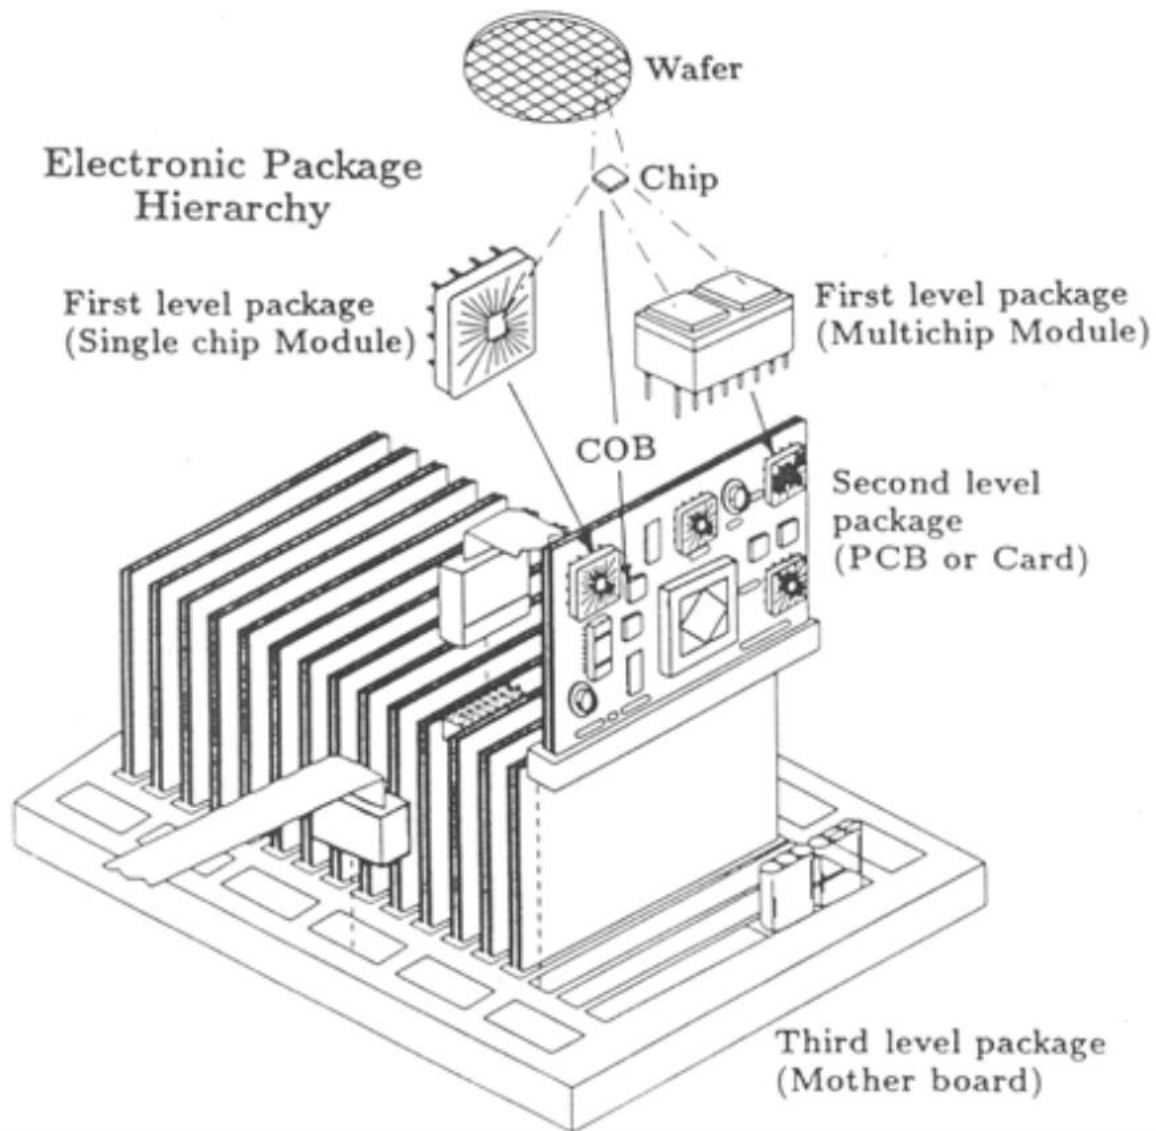 Wafer
Electronic Package
Hierarchy
Chip
First level package
(Single chip Module)
First level package
(Multichip Module)
COB
Second level
package
(PCB or Card)
Third level package
(Mother board)